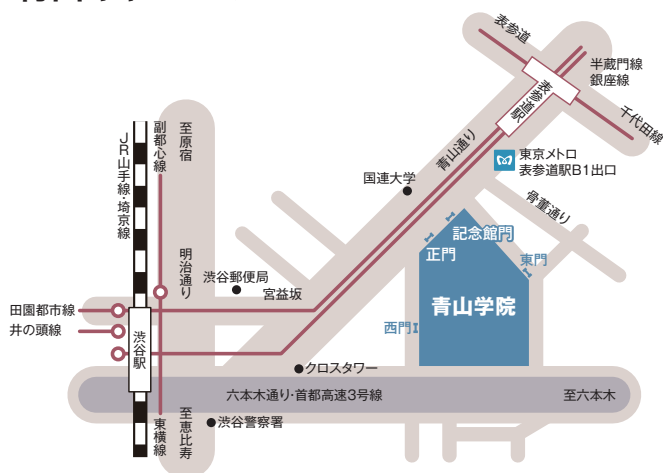 表参道
半蔵門線
銀座線
表参道駅
千代田線
東京メトロ
表参道駅B1出口
青山通り
国連大学
骨董通り
記念館門
正門
東門
青山学院
西門
至原宿
副都心線
JR山手線・埼京線
明治通り
渋谷郵便局
宮益坂
田園都市線
井の頭線
渋谷駅
クロスタワー
六本木通り・首都高速3号線
至六本木
至恵比寿
東横線
渋谷警察署